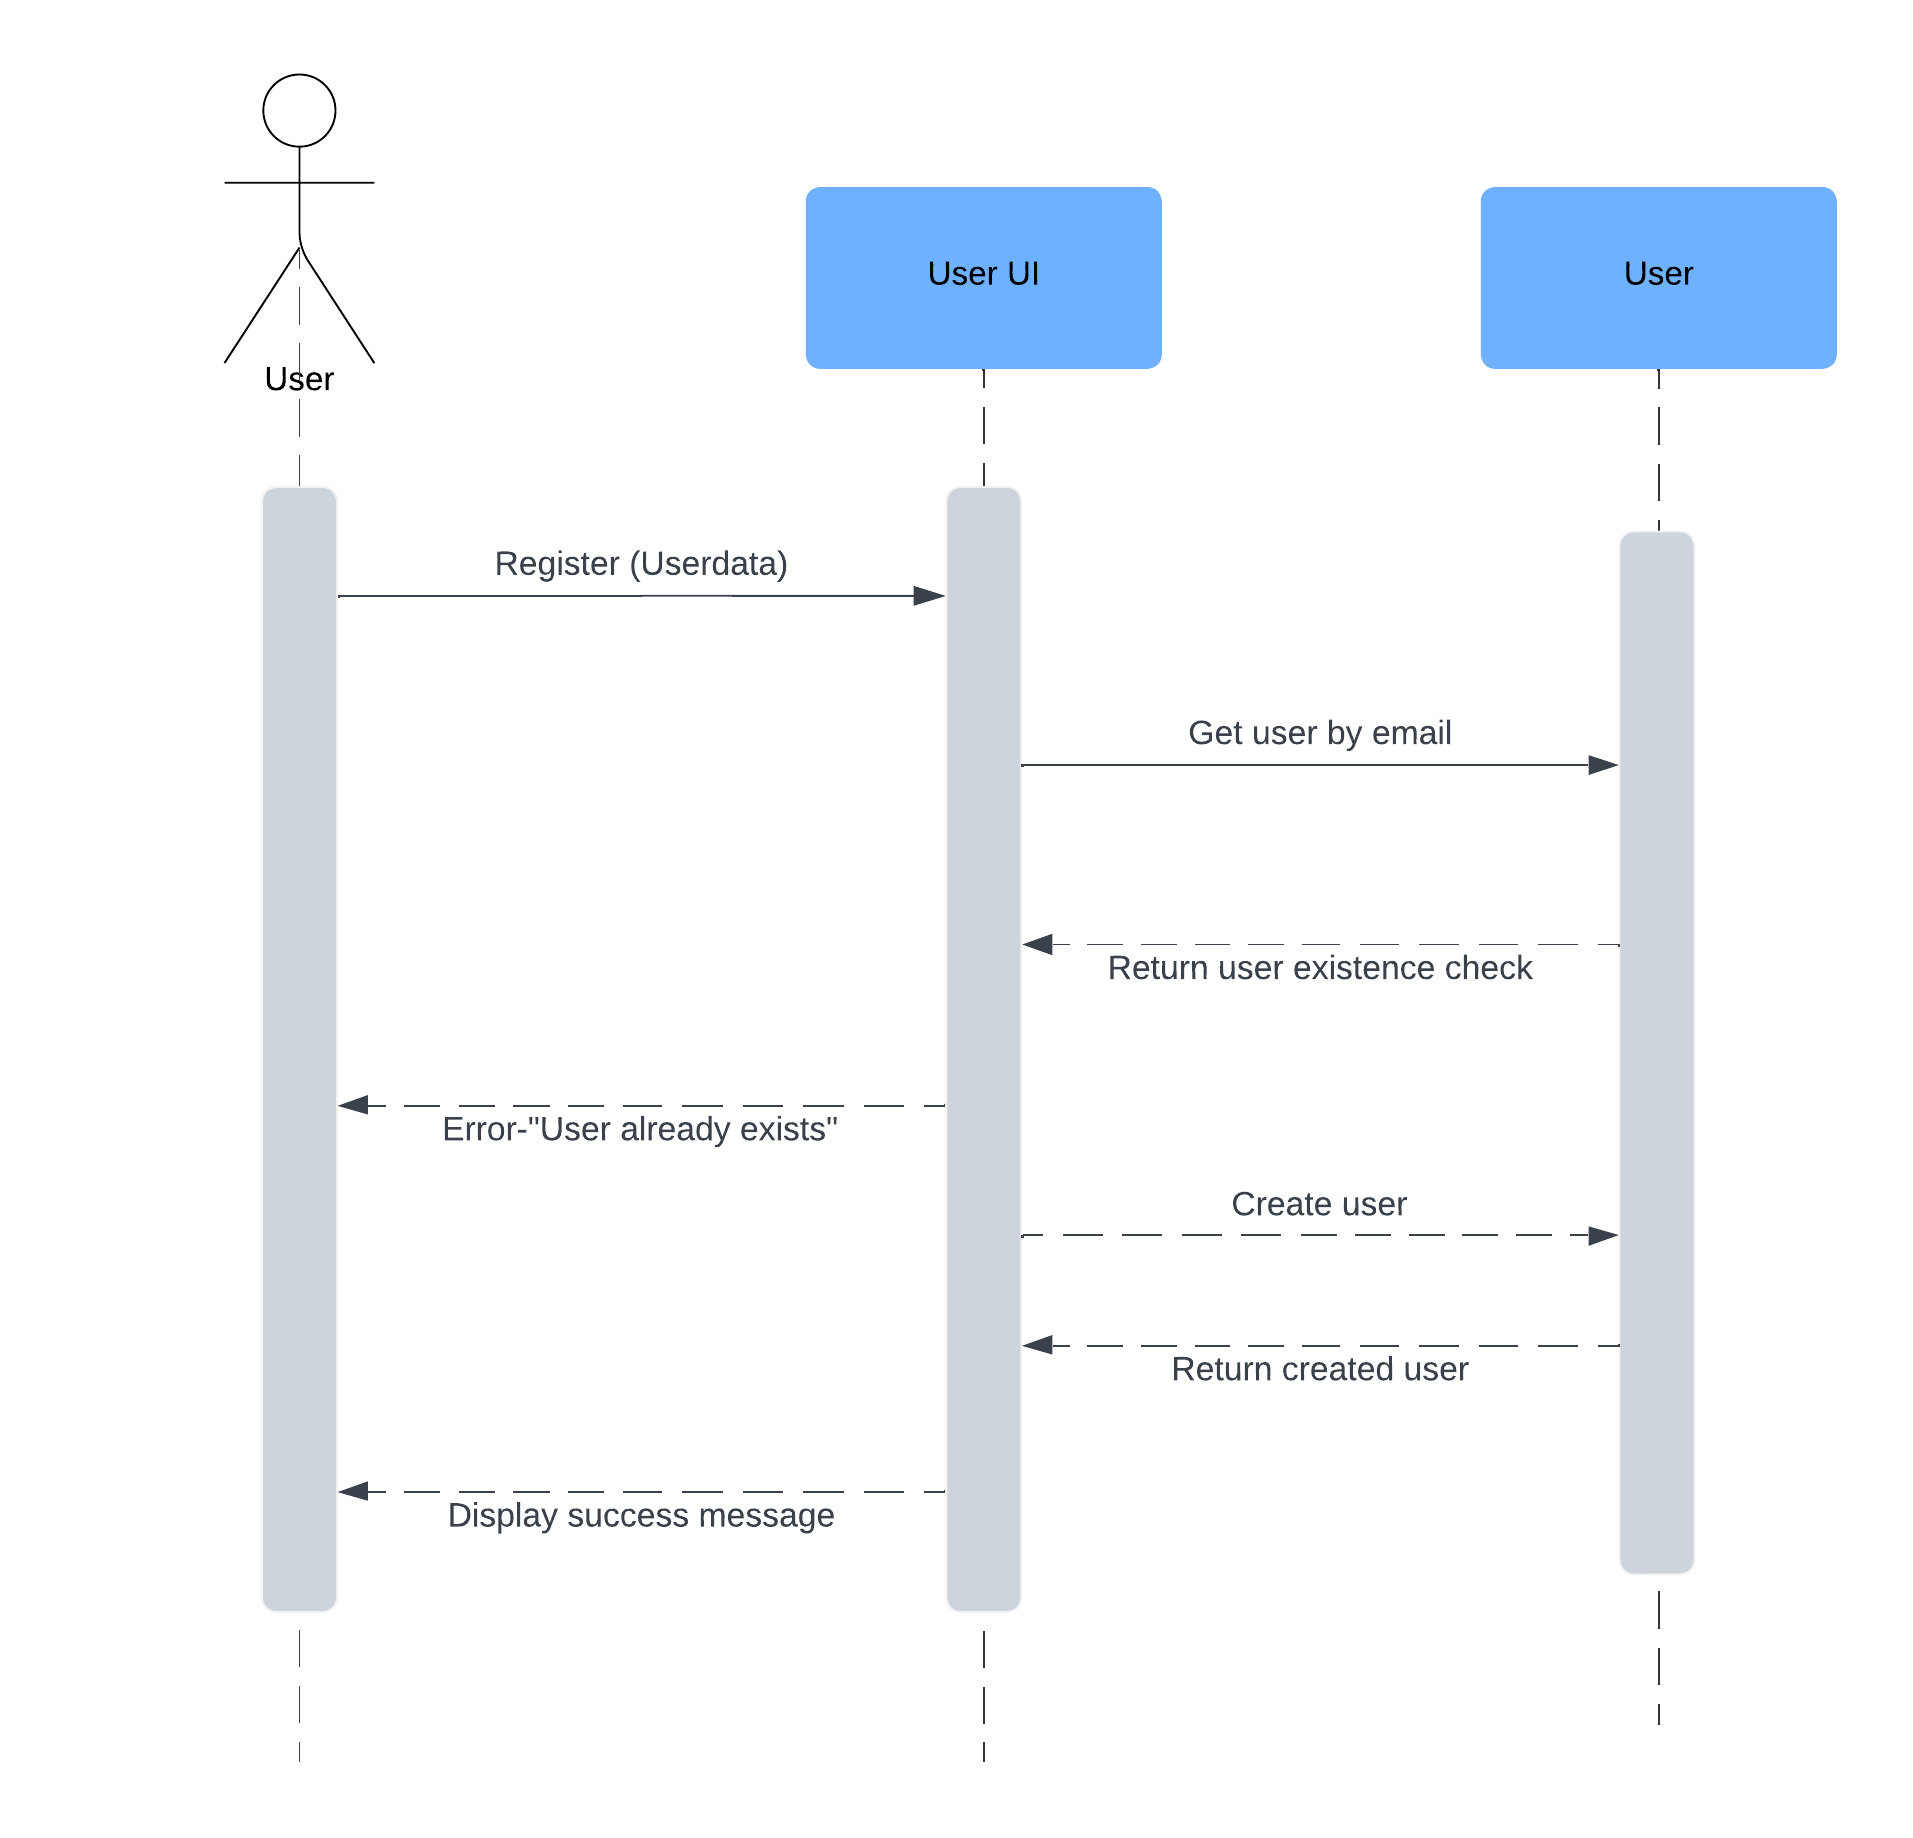 User UI
User
User
Register (Userdata)
Get user by email
Return user existence check
Error-"User already exists"
Create user
Return created user
Display success message